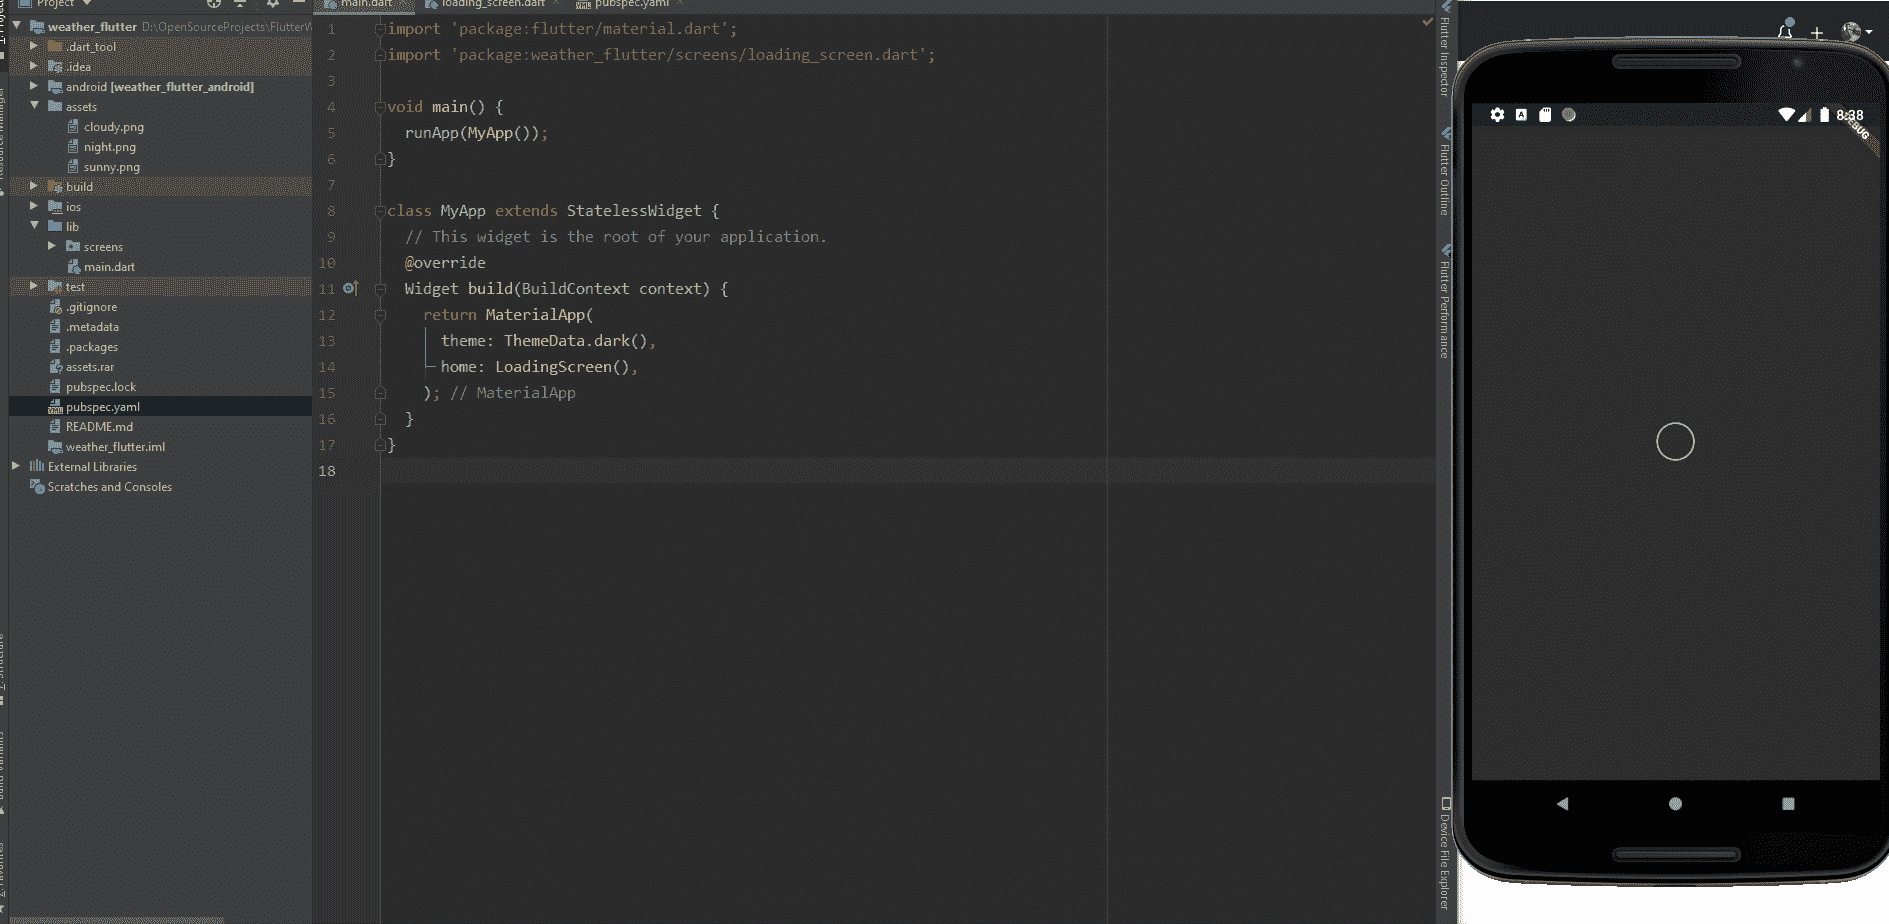 Project
weather_flutter D:\OpenSourceProjects\FlutterW
.dart_tool
.idea
android [weather_flutter_android]
assets
cloudy.png
night.png
sunny.png
build
ios
lib
screens
main.dart
test
.gitignore
.metadata
.packages
assets.rar
pubspec.lock
pubspec.yaml
README.md
weather_flutter.iml
External Libraries
Scratches and Consoles
main.dart
loading_screen.dart
pubspec.yaml
1 import 'package:flutter/material.dart';
2 import 'package:weather_flutter/screens/loading_screen.dart';
3
4 void main() {
5 runApp(MyApp());
6 }
7
8 class MyApp extends StatelessWidget {
9 // This widget is the root of your application.
10 @override
11 Widget build(BuildContext context) {
12 return MaterialApp(
13 theme: ThemeData.dark(),
14 home: LoadingScreen(),
15 ); // MaterialApp
16 }
17 }
18
Flutter Inspector
Flutter Outline
Flutter Performance
Device File Explorer
8:38